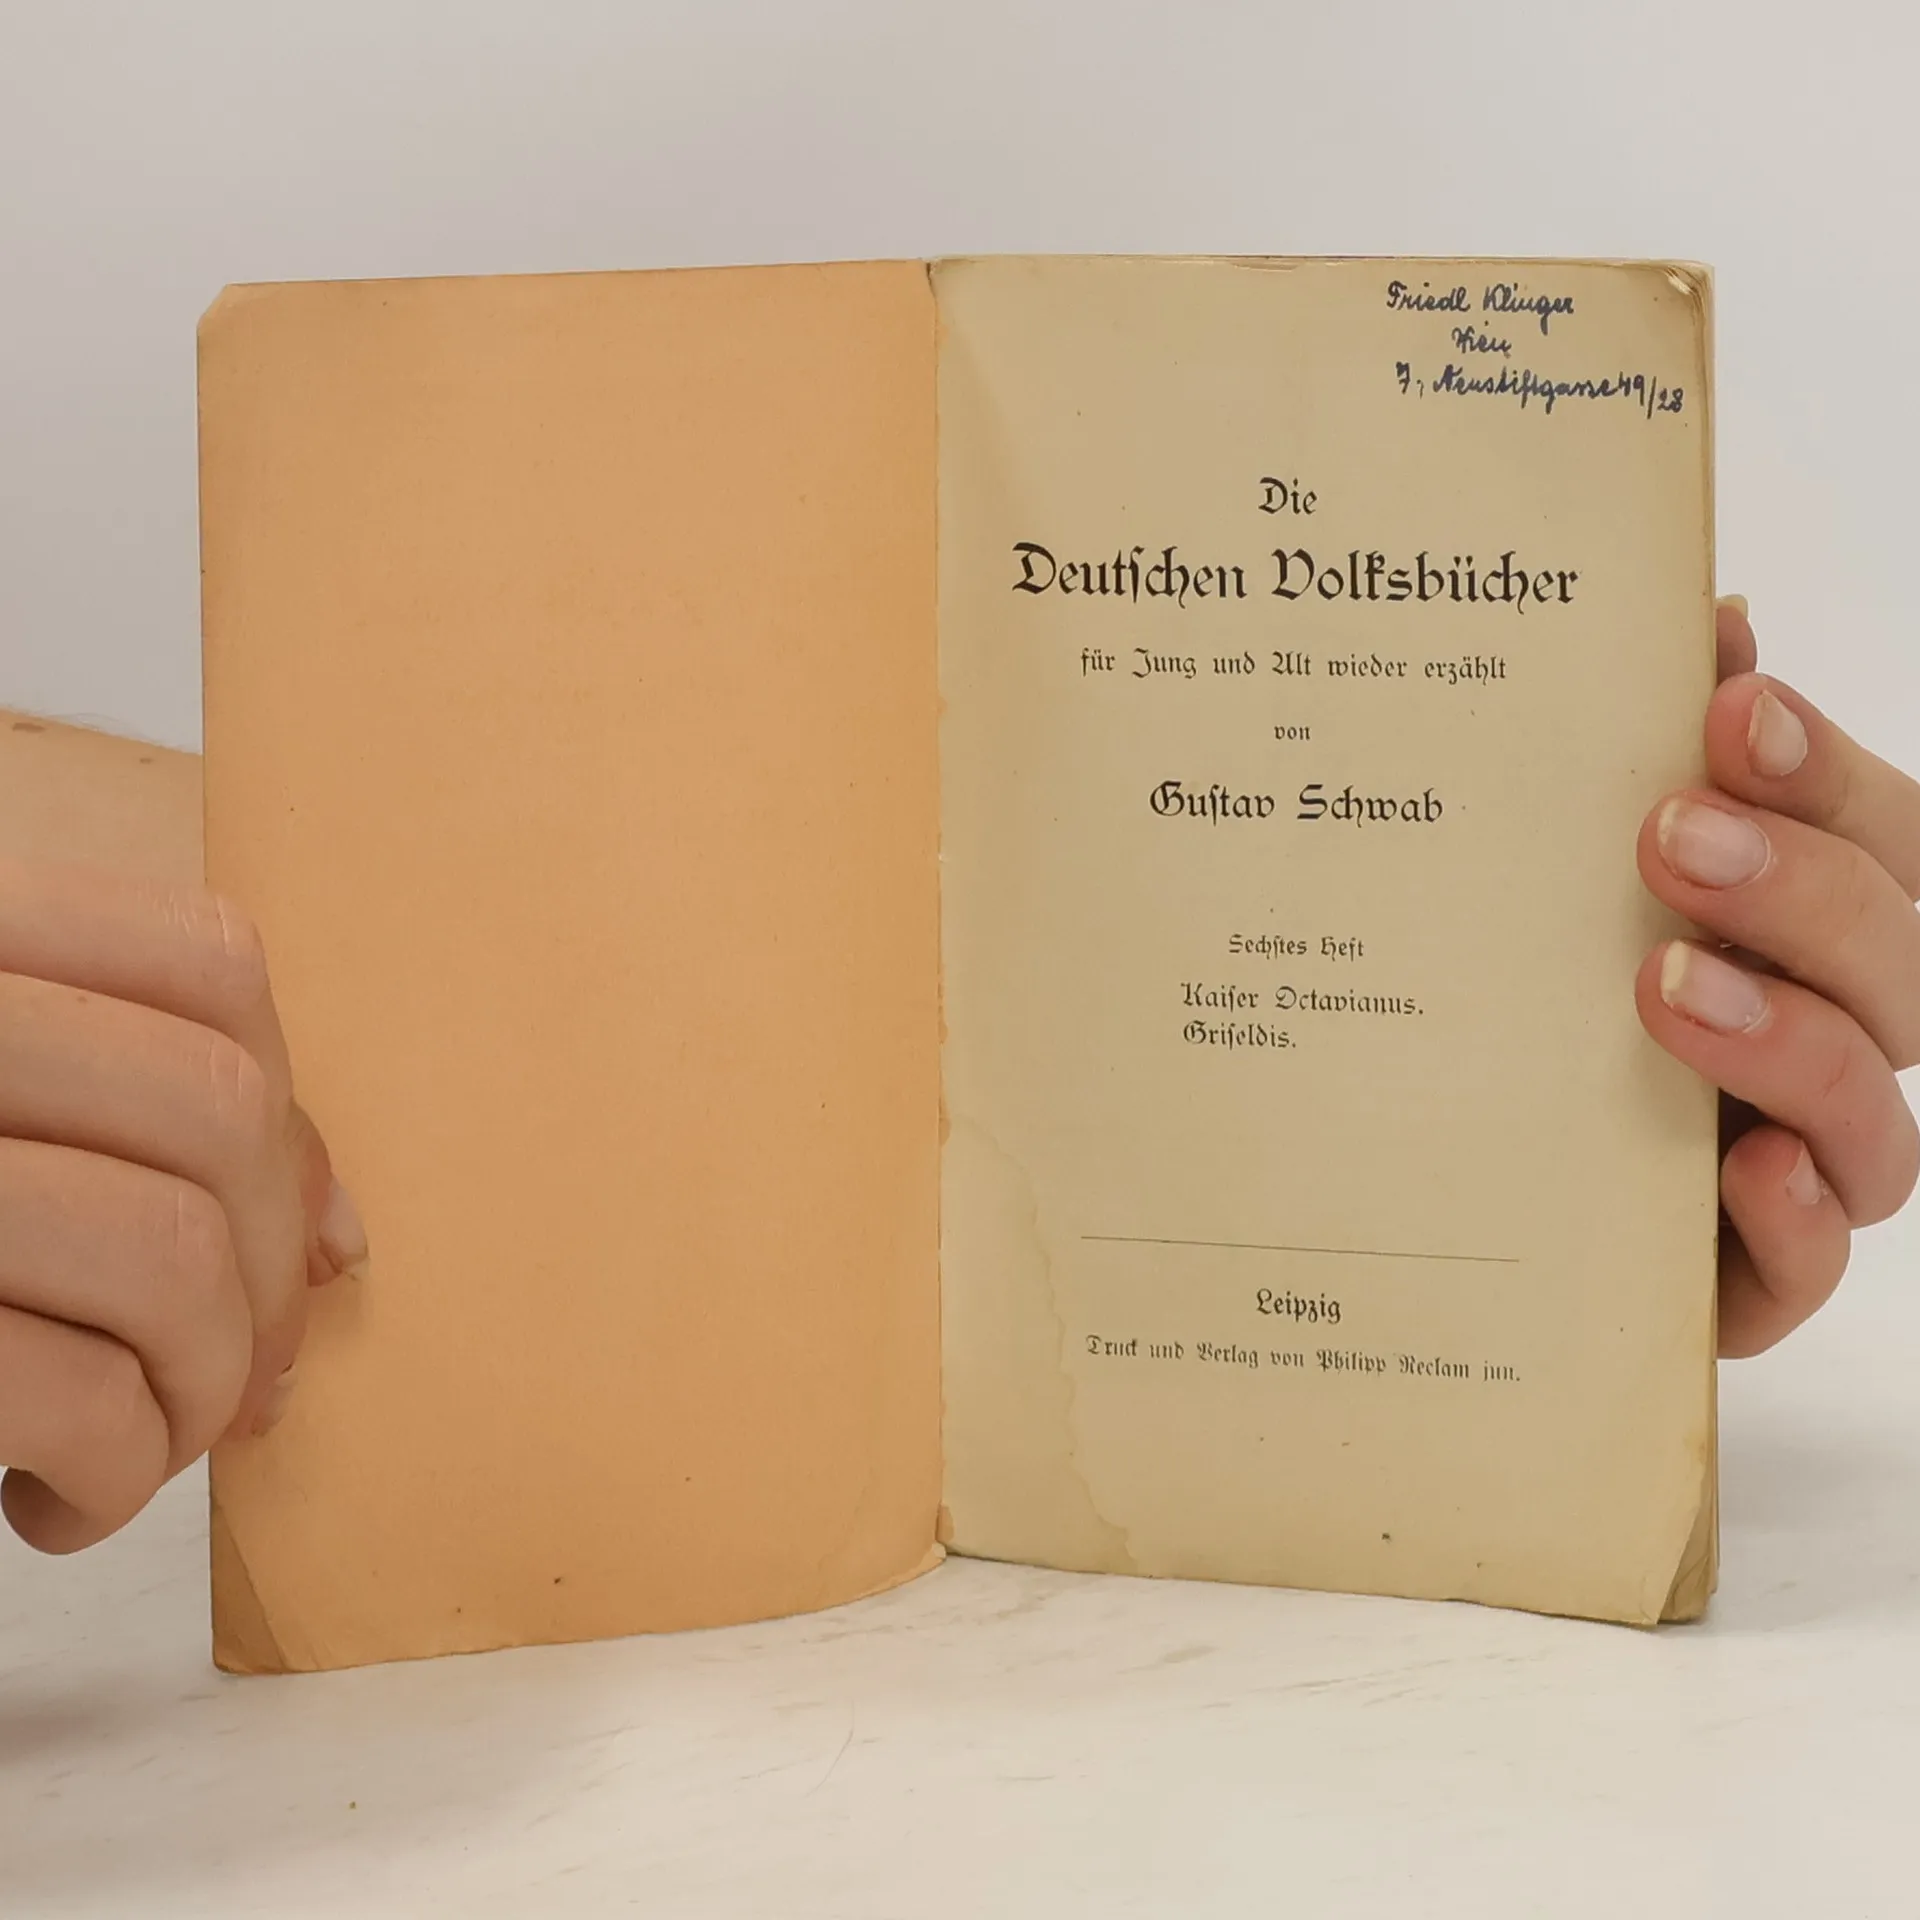 Friedl Klinger
Wien
7, Neustiftgasse 49/28
Die
Deutſchen Volksbücher
für Jung und Alt wieder erzählt
von
Guſtav Schwab
Sechſtes Heft
Kaiſer Octavianus.
Griſeldis.
Leipzig
Druck und Verlag von Philipp Reclam jun.